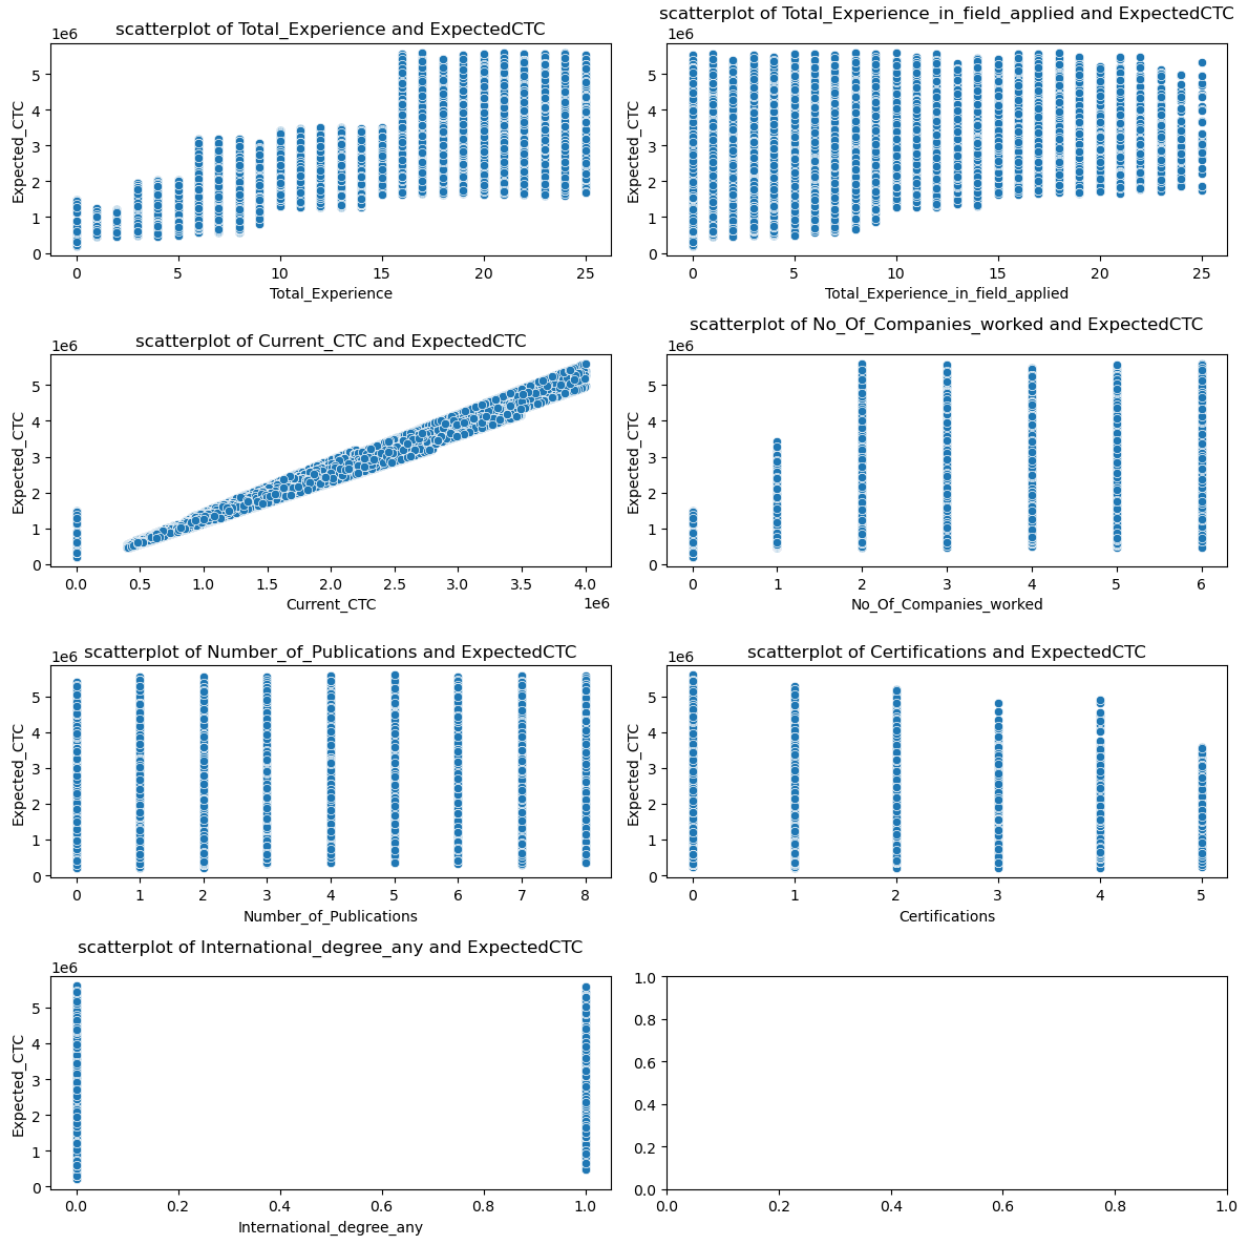 scatterplot of Total_Experience and ExpectedCTC
1e6
Expected_CTC
5
4
3
2
1
0
0 5 10 15 20 25
Total_Experience
scatterplot of Total_Experience_in_field_applied and ExpectedCTC
1e6
Expected_CTC
5
4
3
2
1
0
0 5 10 15 20 25
Total_Experience_in_field_applied
scatterplot of Current_CTC and ExpectedCTC
1e6
Expected_CTC
5
4
3
2
1
0
0.0 0.5 1.0 1.5 2.0 2.5 3.0 3.5 4.0
1e6
Current_CTC
scatterplot of No_Of_Companies_worked and ExpectedCTC
1e6
Expected_CTC
5
4
3
2
1
0
0 1 2 3 4 5 6
No_Of_Companies_worked
scatterplot of Number_of_Publications and ExpectedCTC
1e6
Expected_CTC
5
4
3
2
1
0
0 1 2 3 4 5 6 7 8
Number_of_Publications
scatterplot of Certifications and ExpectedCTC
1e6
Expected_CTC
5
4
3
2
1
0
0 1 2 3 4 5
Certifications
scatterplot of International_degree_any and ExpectedCTC
1e6
Expected_CTC
5
4
3
2
1
0
0.0 0.2 0.4 0.6 0.8 1.0
International_degree_any
1.0
0.8
0.6
0.4
0.2
0.0
0.0 0.2 0.4 0.6 0.8 1.0